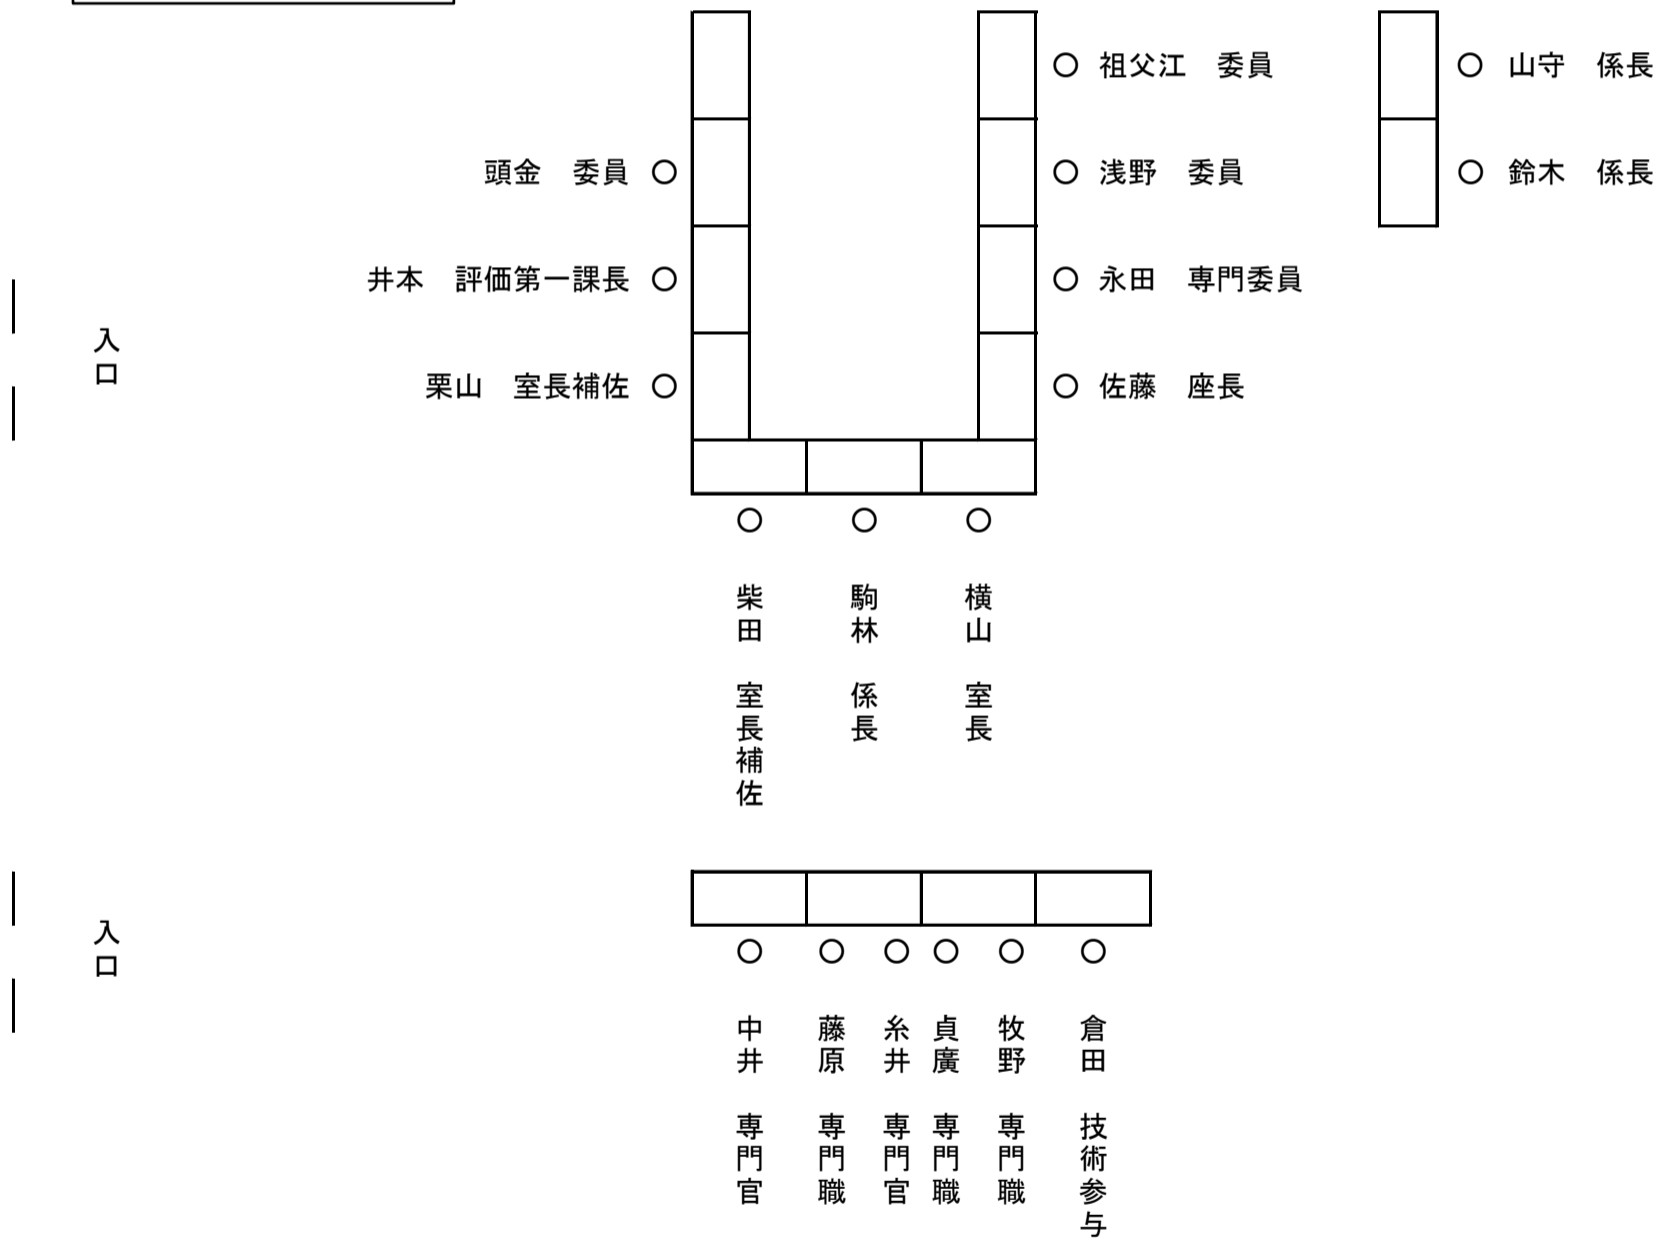 ○ 祖父江　委員
○ 山守　係長
頭金　委員 ○
○ 浅野　委員
○ 鈴木　係長
井本　評価第一課長 ○
○ 永田　専門委員
入口
栗山　室長補佐 ○
○ 佐藤　座長
○ ○ ○
柴田　室長補佐
駒林　係長
横山　室長
入口
○ ○ ○ ○ ○ ○
中井　専門官
藤原　専門職
糸井　専門官
貞廣　専門職
牧野　専門職
倉田　技術参与